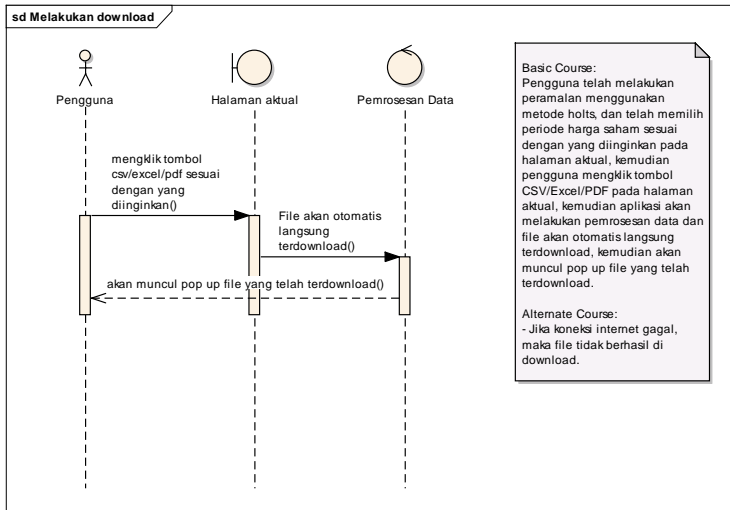 sd Melakukan download
Pengguna
Halaman aktual
Pemrosesan Data
mengklik tombol
csv/excel/pdf sesuai
dengan yang
diinginkan()
File akan otomatis
langsung
terdownload()
akan muncul pop up file yang telah terdownload()
Basic Course:
Pengguna telah melakukan
peramalan menggunakan
metode holts, dan telah memilih
periode harga saham sesuai
dengan yang diinginkan pada
halaman aktual, kemudian
pengguna mengklik tombol
CSV/Excel/PDF pada halaman
aktual, kemudian aplikasi akan
melakukan pemrosesan data dan
file akan otomatis langsung
terdownload, kemudian akan
muncul pop up file yang telah
terdownload.
Alternate Course:
- Jika koneksi internet gagal,
maka file tidak berhasil di
download.